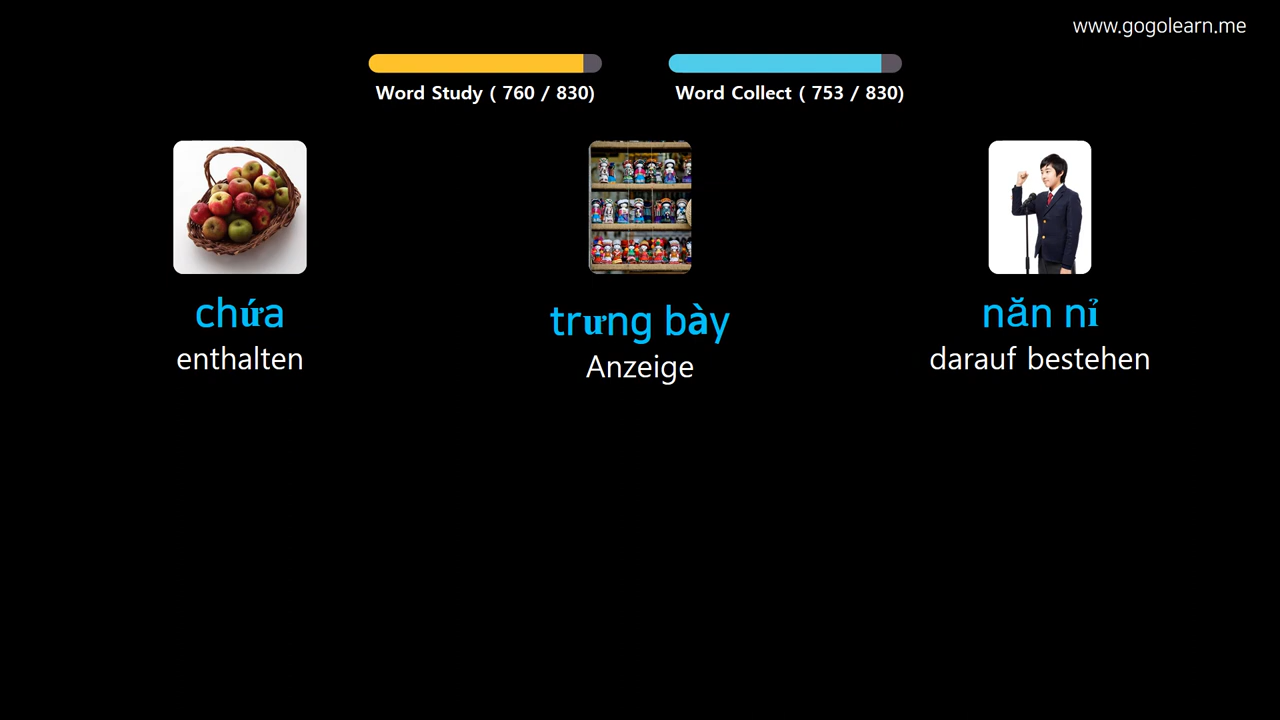 www.gogolearn.me
Word Study ( 760 / 830)
Word Collect ( 753 / 830)
chứa
enthalten
trưng bày
Anzeige
năn nỉ
darauf bestehen